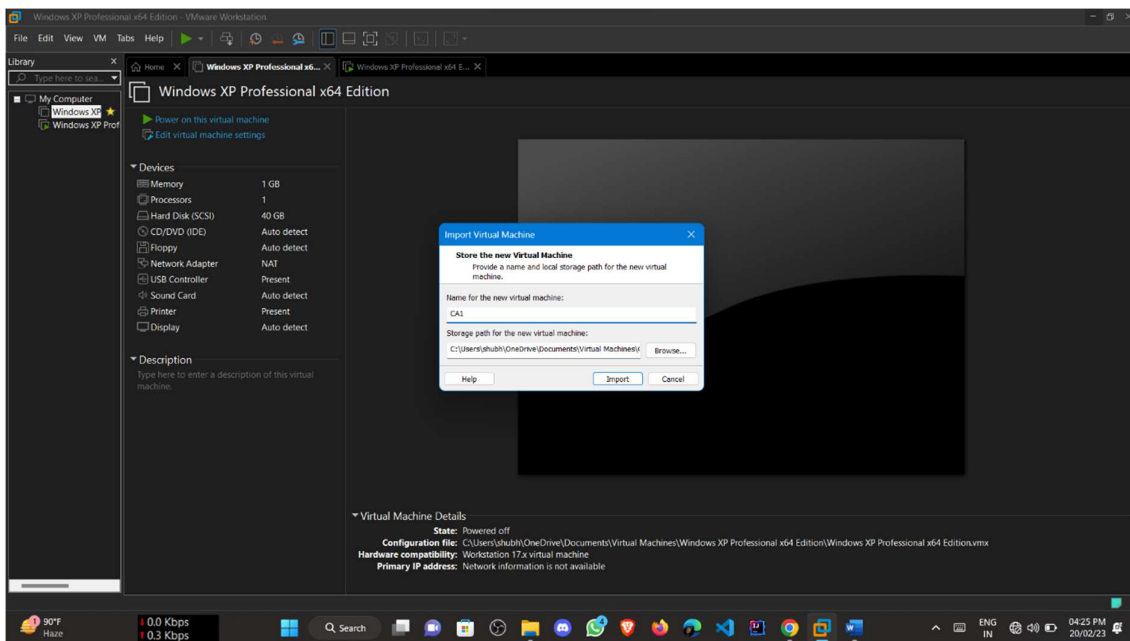 Windows XP Professional x64 Edition - VMware Workstation
File Edit View VM Tabs Help
Library X
Type here to sea...
My Computer
Windows XP
Windows XP Prof
Home X Windows XP Professional x6... X Windows XP Professional x64 E... X
Windows XP Professional x64 Edition
Power on this virtual machine
Edit virtual machine settings
Devices
Memory 1 GB
Processors 1
Hard Disk (SCSI) 40 GB
CD/DVD (IDE) Auto detect
Floppy Auto detect
Network Adapter NAT
USB Controller Present
Sound Card Auto detect
Printer Present
Display Auto detect
Description
Type here to enter a description of this virtual
machine.
Import Virtual Machine
Store the new Virtual Machine
Provide a name and local storage path for the new virtual
machine.
Name for the new virtual machine:
CA1
Storage path for the new virtual machine:
C:\Users\shubh\OneDrive\Documents\Virtual Machines\
Browse...
Help Import Cancel
Virtual Machine Details
State: Powered off
Configuration file: C:\Users\shubh\OneDrive\Documents\Virtual Machines\Windows XP Professional x64 Edition\Windows XP Professional x64 Edition.vmx
Hardware compatibility: Workstation 17.x virtual machine
Primary IP address: Network information is not available
90°F
Haze
0.0 Kbps
0.3 Kbps
Search
ENG
IN
04:25 PM
20/02/23